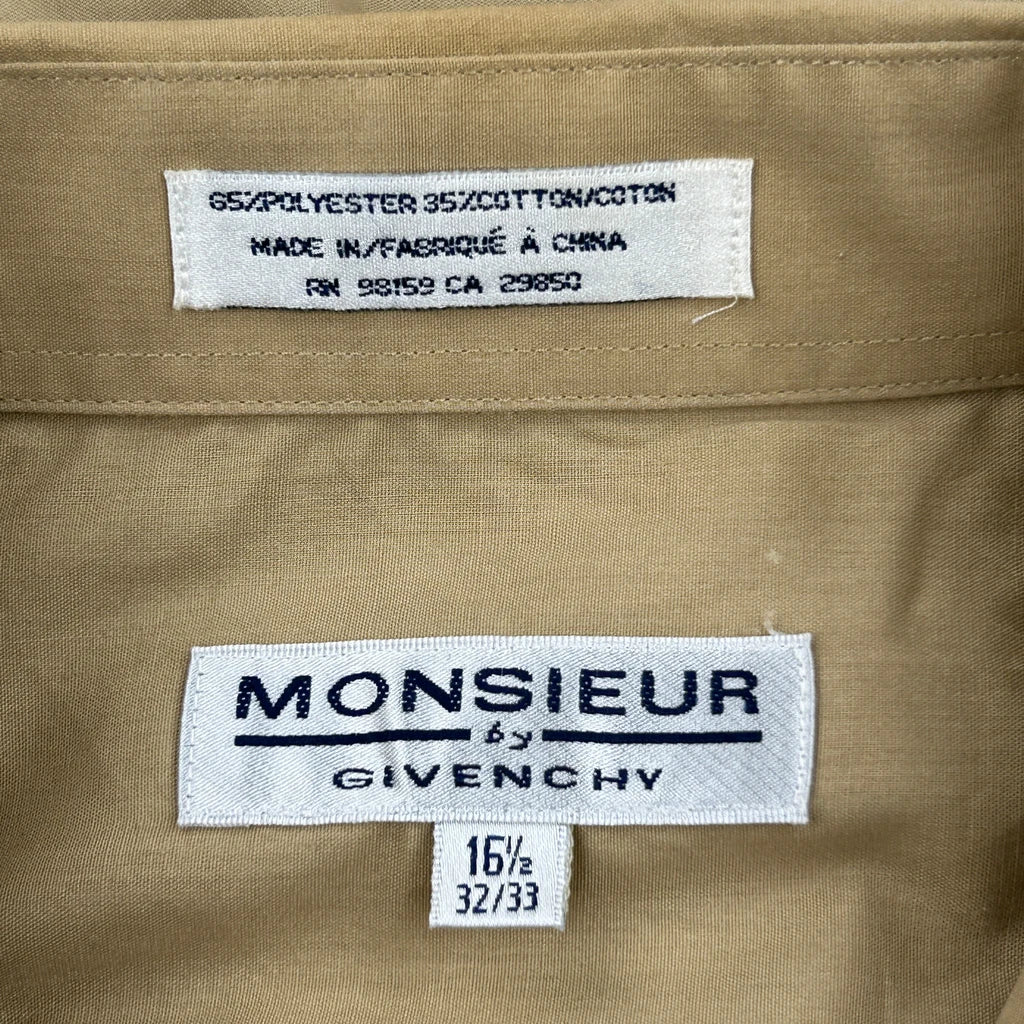 65%POLYESTER 35%COTTON/COTON
MADE IN/FABRIQUÉ À CHINA
RN 98159 CA 29850
MONSIEUR
by
GIVENCHY
16½
32/33